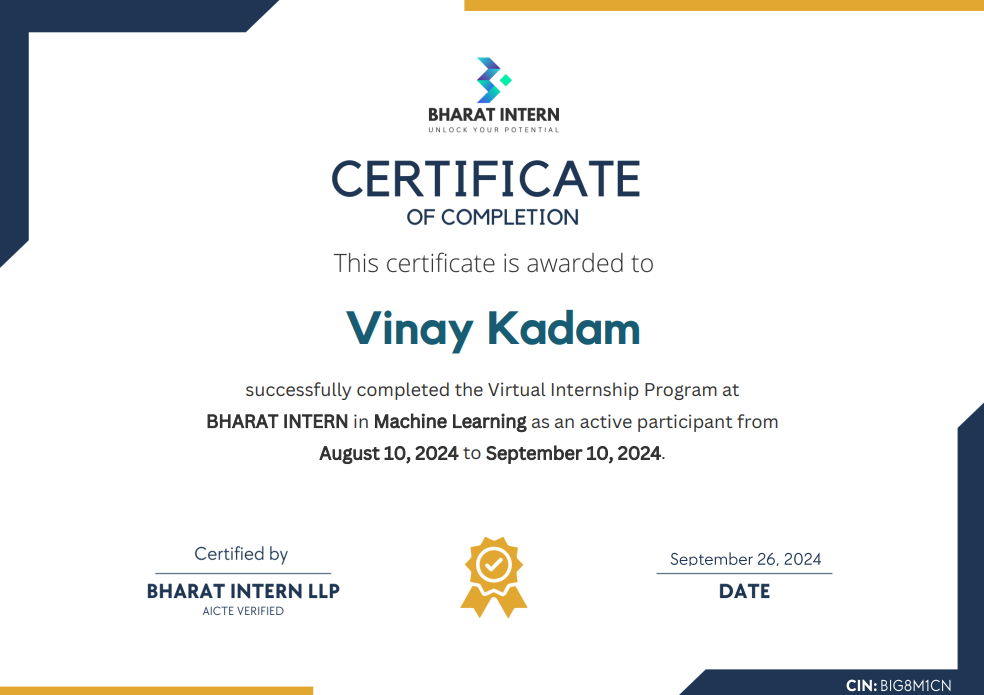 BHARAT INTERN
UNLOCK YOUR POTENTIAL
CERTIFICATE
OF COMPLETION
This certificate is awarded to
Vinay Kadam
successfully completed the Virtual Internship Program at
BHARAT INTERN in Machine Learning as an active participant from
August 10, 2024 to September 10, 2024.
Certified by
BHARAT INTERN LLP
AICTE VERIFIED
September 26, 2024
DATE
CIN: BIG8M1CN